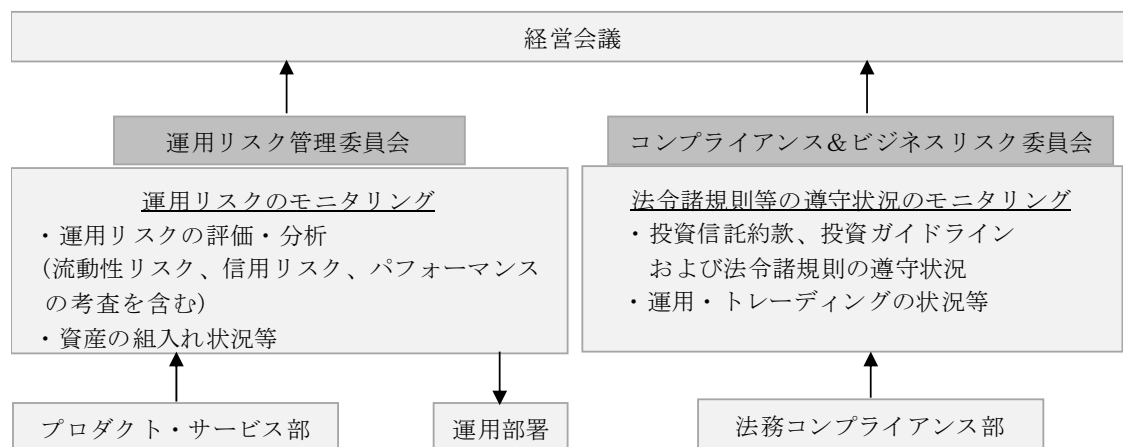 経営会議
運用リスク管理委員会
運用リスクのモニタリング
・運用リスクの評価・分析
(流動性リスク、信用リスク、パフォーマンス
の考査を含む)
・資産の組入れ状況等
コンプライアンス&ビジネスリスク委員会
法令諸規則等の遵守状況のモニタリング
・投資信託約款、投資ガイドライン
および法令諸規則の遵守状況
・運用・トレーディングの状況等
プロダクト・サービス部
運用部署
法務コンプライアンス部